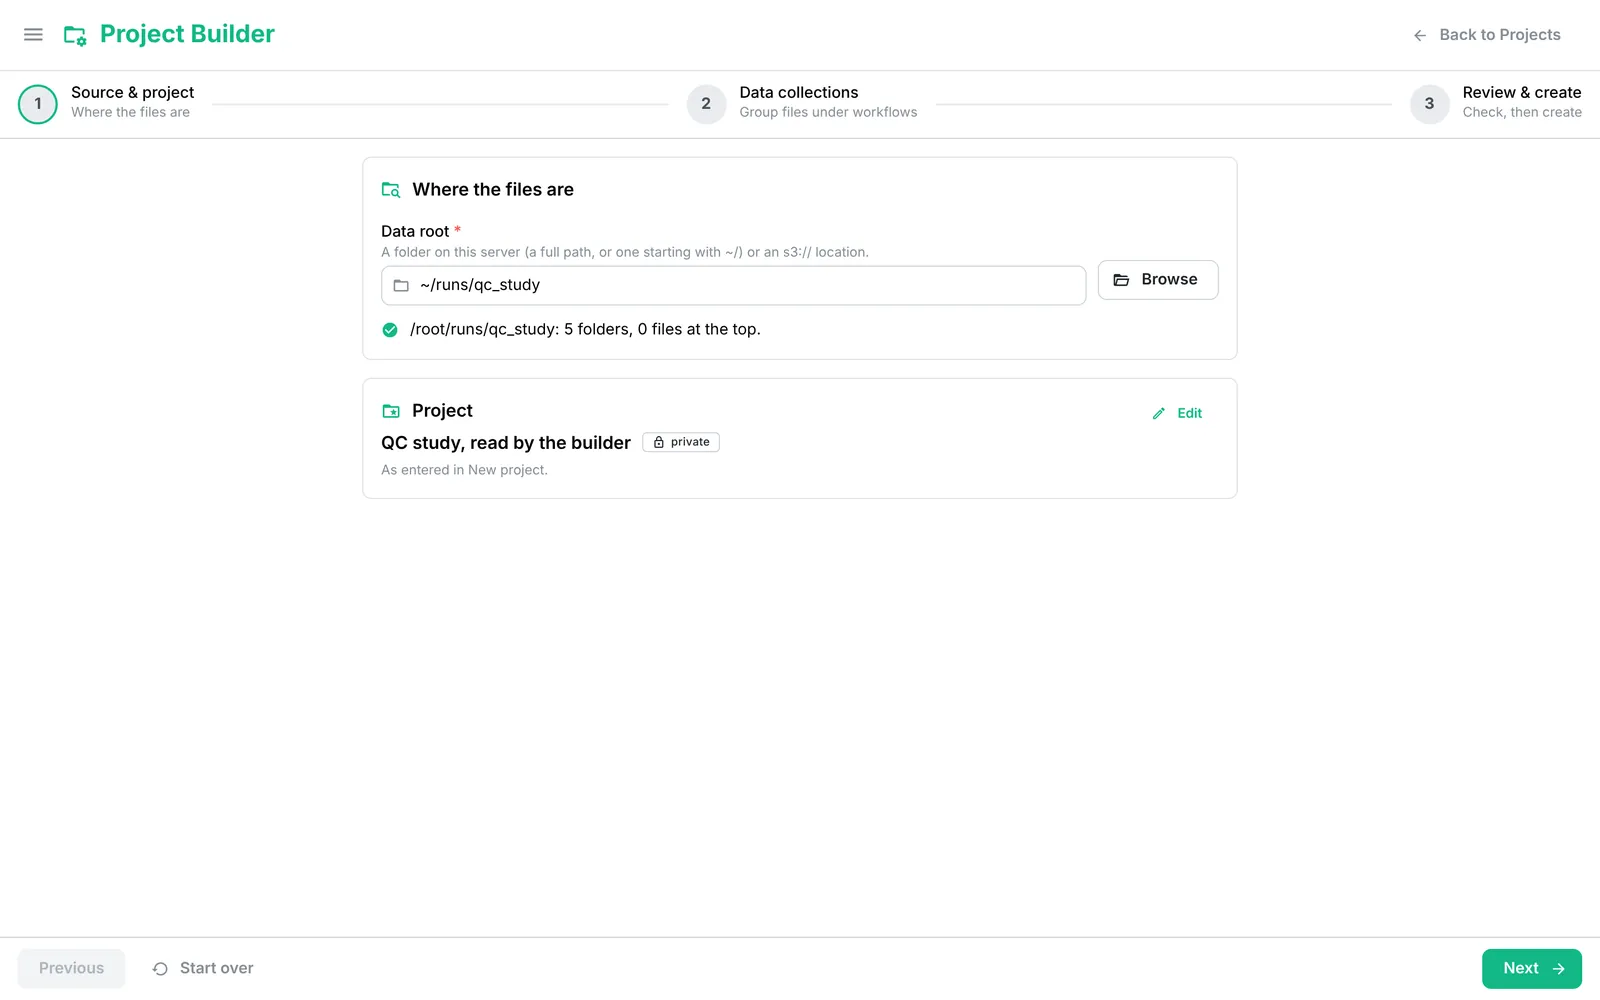 Project Builder
Back to Projects
1
Source & project
Where the files are
2
Data collections
Group files under workflows
3
Review & create
Check, then create
Where the files are
Data root *
A folder on this server (a full path, or one starting with ~/) or an s3:// location.
~/runs/qc_study
Browse
/root/runs/qc_study: 5 folders, 0 files at the top.
Project
Edit
QC study, read by the builder
private
As entered in New project.
Previous
Start over
Next